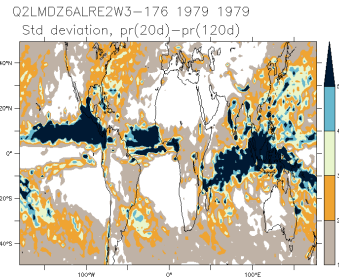 Q2LMDZ6ALRE2W3-176 1979 1979
Std deviation, pr(20d)-pr(120d)
40°N
20°N
0°
20°S
40°S
100°W
0°
100°E
5
4
3
2
1